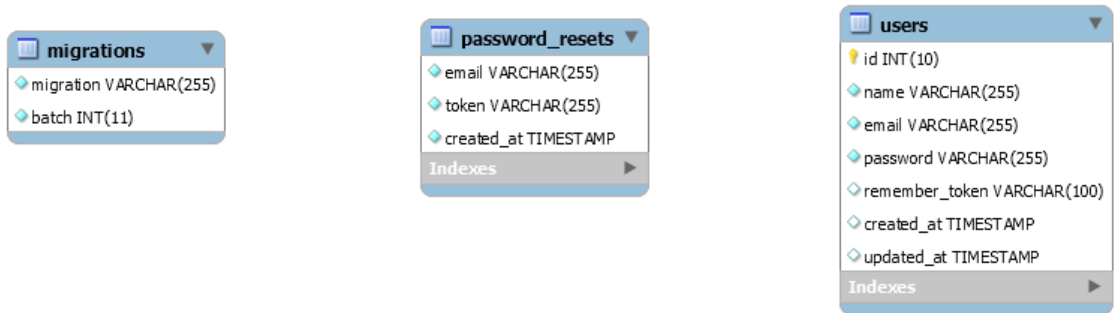 migrations
migration VARCHAR(255)
batch INT(11)
password_resets
email VARCHAR(255)
token VARCHAR(255)
created_at TIMESTAMP
Indexes
users
id INT(10)
name VARCHAR(255)
email VARCHAR(255)
password VARCHAR(255)
remember_token VARCHAR(100)
created_at TIMESTAMP
updated_at TIMESTAMP
Indexes